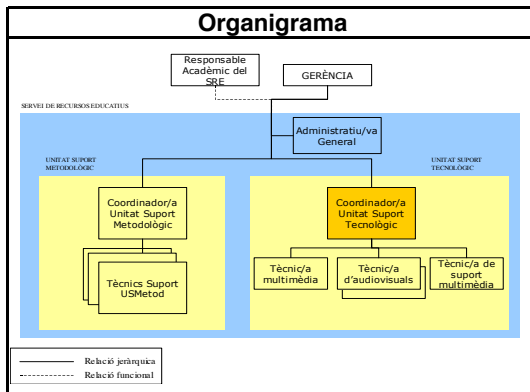 Organigrama
Responsable
Acadèmic del
SRE
GERÈNCIA
SERVEI DE RECURSOS EDUCATIUS
Administratiu/va
General
UNITAT SUPORT
METODOLÒGIC
UNITAT SUPORT
TECNOLÒGIC
Coordinador/a
Unitat Suport
Metodològic
Coordinador/a
Unitat Suport
Tecnològic
Tècnics Suport
USMetod
Tècnic/a
multimèdia
Tècnic/a
d'audiovisuals
Tècnic/a de
suport
multimèdia
Relació jeràrquica
Relació funcional